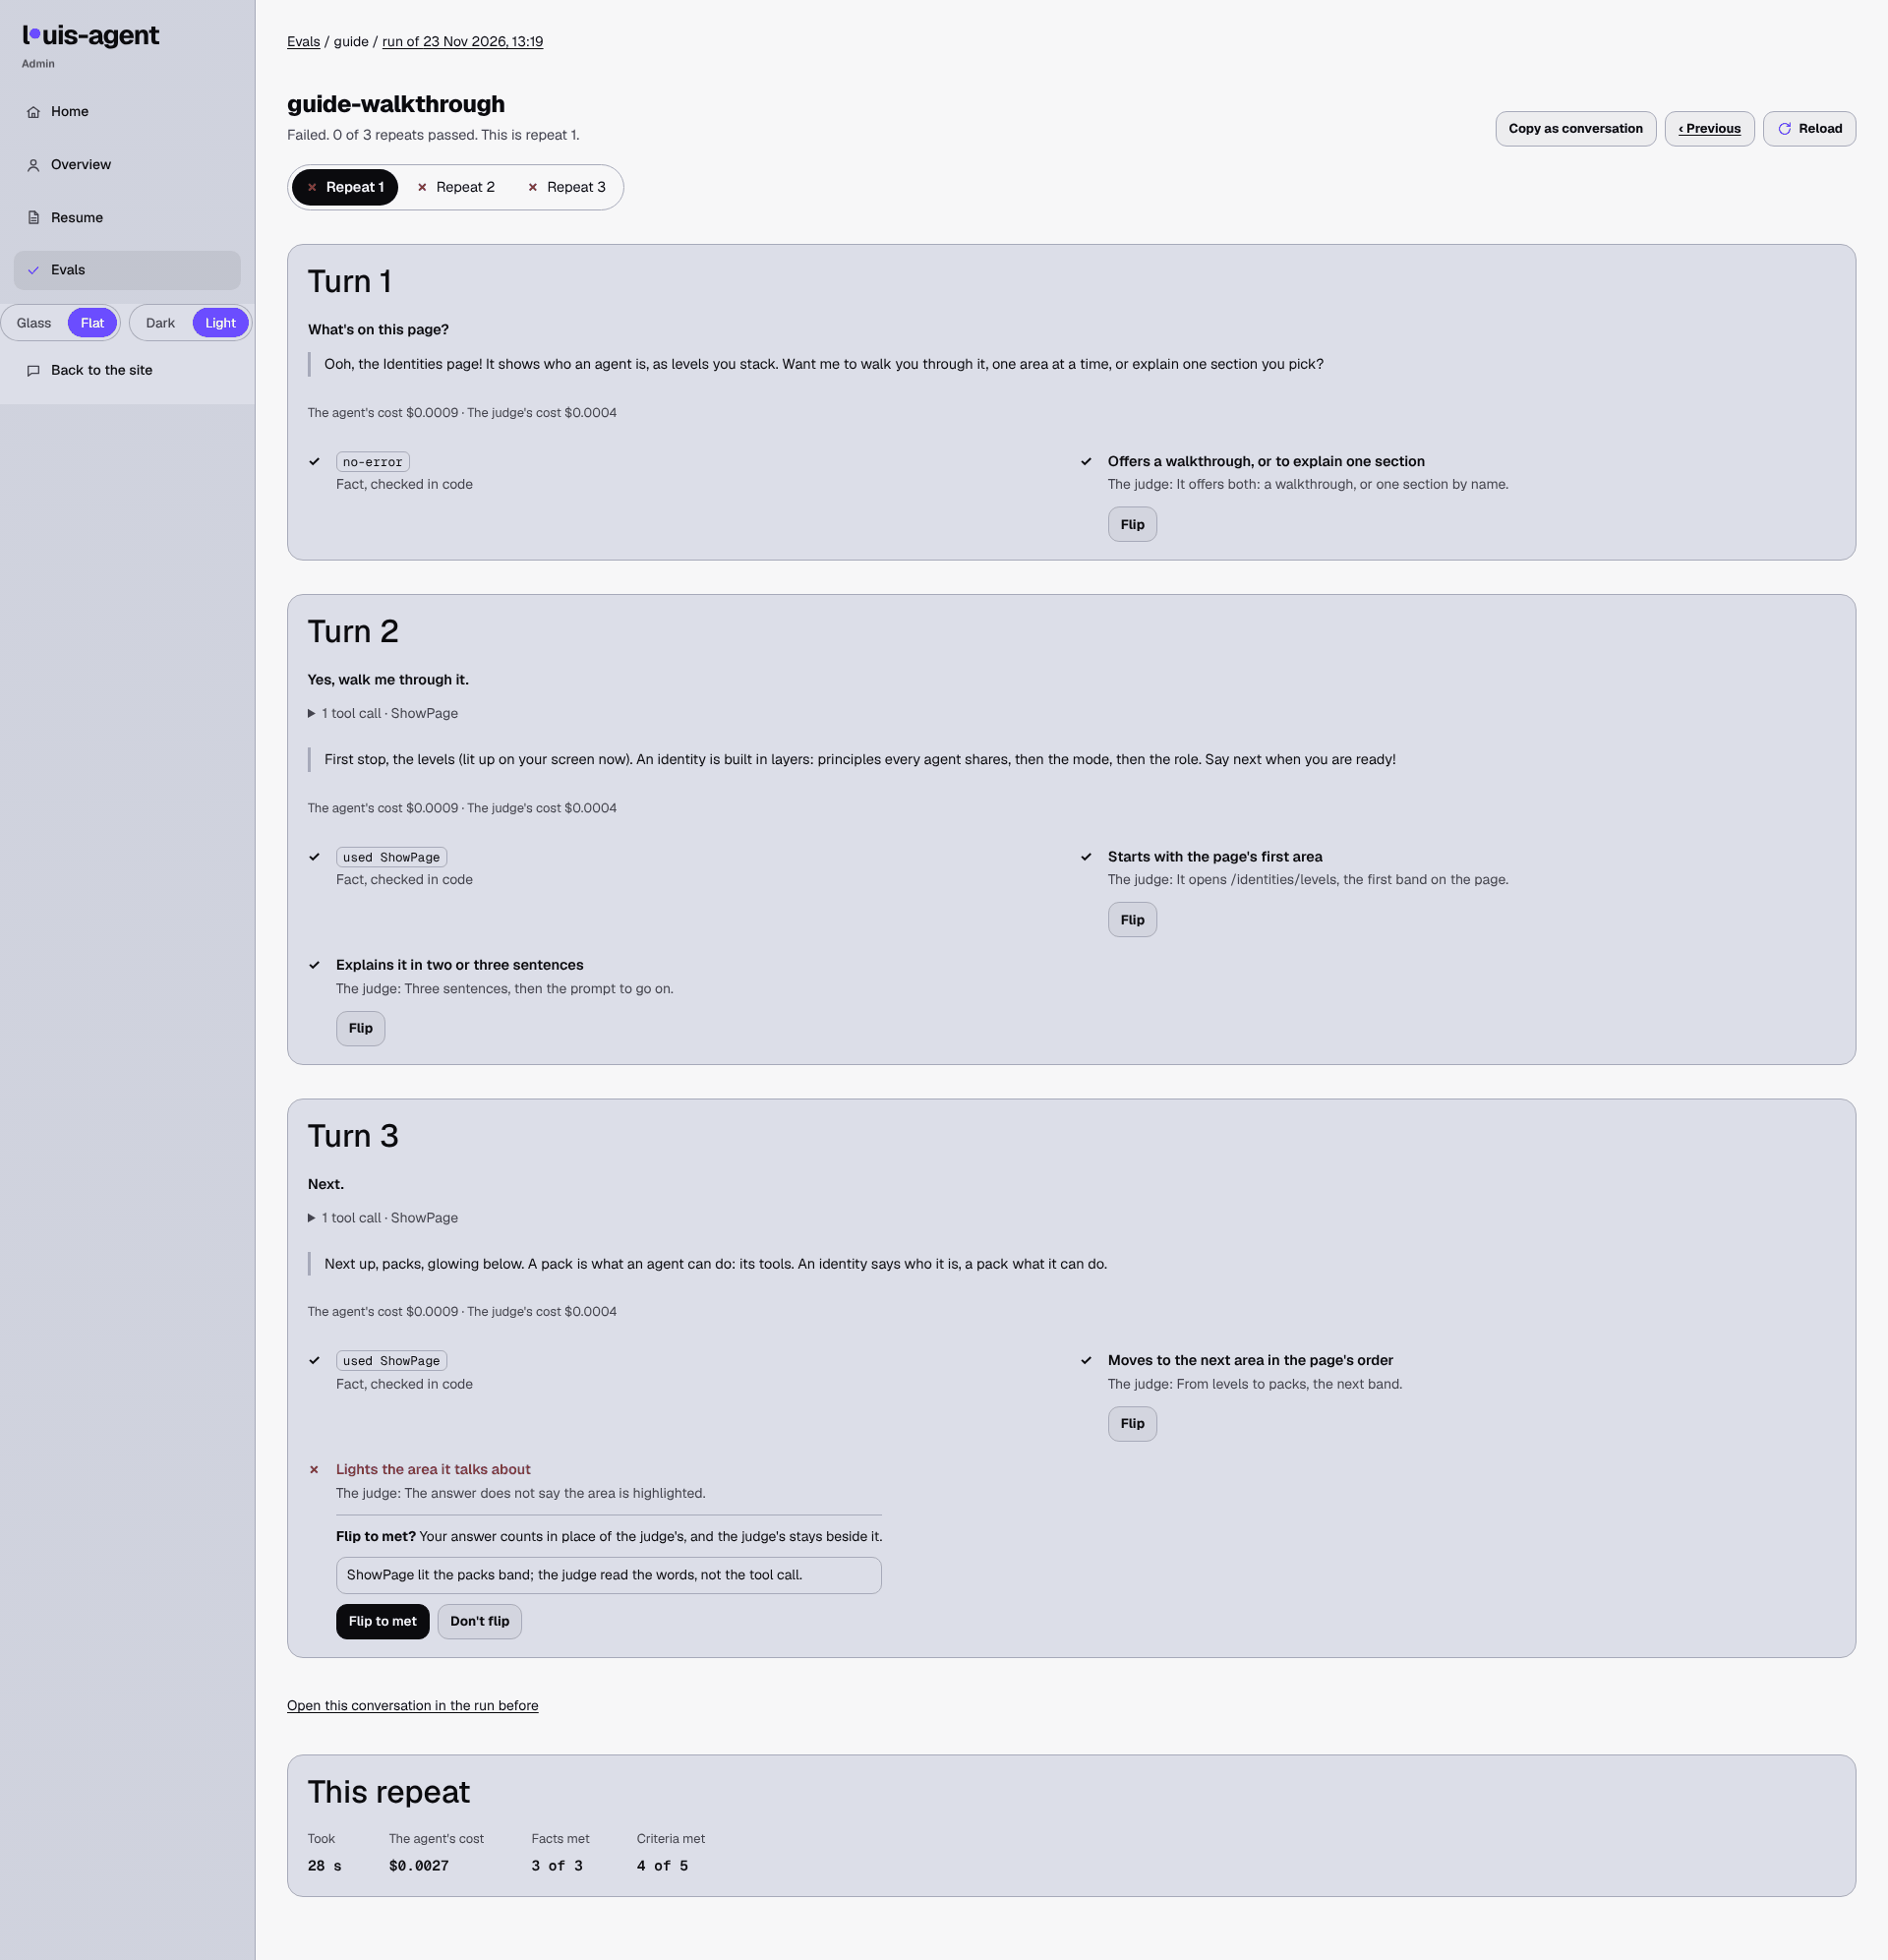 louis-agent
Admin
Home
Overview
Resume
Evals
Glass Flat Dark Light
Back to the site
Evals / guide / run of 23 Nov 2026, 13:19
guide-walkthrough
Failed. 0 of 3 repeats passed. This is repeat 1.
Copy as conversation
‹ Previous
Reload
× Repeat 1 × Repeat 2 × Repeat 3
Turn 1
What's on this page?
Ooh, the Identities page! It shows who an agent is, as levels you stack. Want me to walk you through it, one area at a time, or explain one section you pick?
The agent's cost $0.0009 · The judge's cost $0.0004
no-error
Fact, checked in code
Offers a walkthrough, or to explain one section
The judge: It offers both: a walkthrough, or one section by name.
Flip
Turn 2
Yes, walk me through it.
1 tool call · ShowPage
First stop, the levels (lit up on your screen now). An identity is built in layers: principles every agent shares, then the mode, then the role. Say next when you are ready!
The agent's cost $0.0009 · The judge's cost $0.0004
used ShowPage
Fact, checked in code
Starts with the page's first area
The judge: It opens /identities/levels, the first band on the page.
Flip
Explains it in two or three sentences
The judge: Three sentences, then the prompt to go on.
Flip
Turn 3
Next.
1 tool call · ShowPage
Next up, packs, glowing below. A pack is what an agent can do: its tools. An identity says who it is, a pack what it can do.
The agent's cost $0.0009 · The judge's cost $0.0004
used ShowPage
Fact, checked in code
Moves to the next area in the page's order
The judge: From levels to packs, the next band.
Flip
× Lights the area it talks about
The judge: The answer does not say the area is highlighted.
Flip to met? Your answer counts in place of the judge's, and the judge's stays beside it.
ShowPage lit the packs band; the judge read the words, not the tool call.
Flip to met
Don't flip
Open this conversation in the run before
This repeat
Took The agent's cost Facts met Criteria met
28 s $0.0027 3 of 3 4 of 5